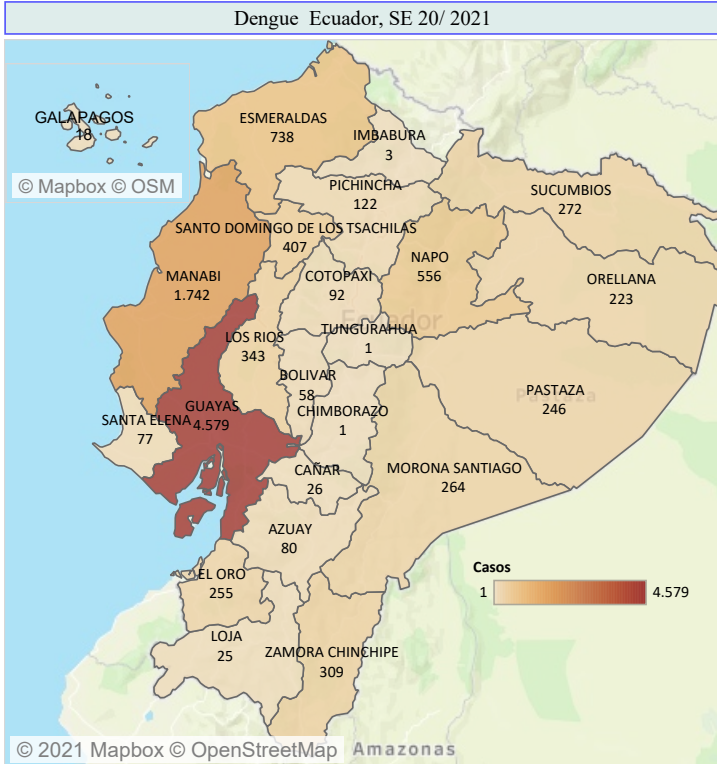 Dengue Ecuador, SE 20/ 2021
GALAPAGOS
18
© Mapbox © OSM
ESMERALDAS
738
IMBABURA
3
PICHINCHA
122
SUCUMBIOS
272
SANTO DOMINGO DE LOS TSACHILAS
407
MANABI
1.742
COTOPAXI
92
NAPO
556
ORELLANA
223
Ecuador
LOS RIOS
343
TUNGURAHUA
1
BOLIVAR
58
PASTAZA
246
Pastaza
SANTA ELENA
77
GUAYAS
4.579
CHIMBORAZO
1
CAÑAR
26
MORONA SANTIAGO
264
AZUAY
80
EL ORO
255
Casos
1 4.579
LOJA
25
ZAMORA CHINCHIPE
309
© 2021 Mapbox © OpenStreetMap
Amazonas